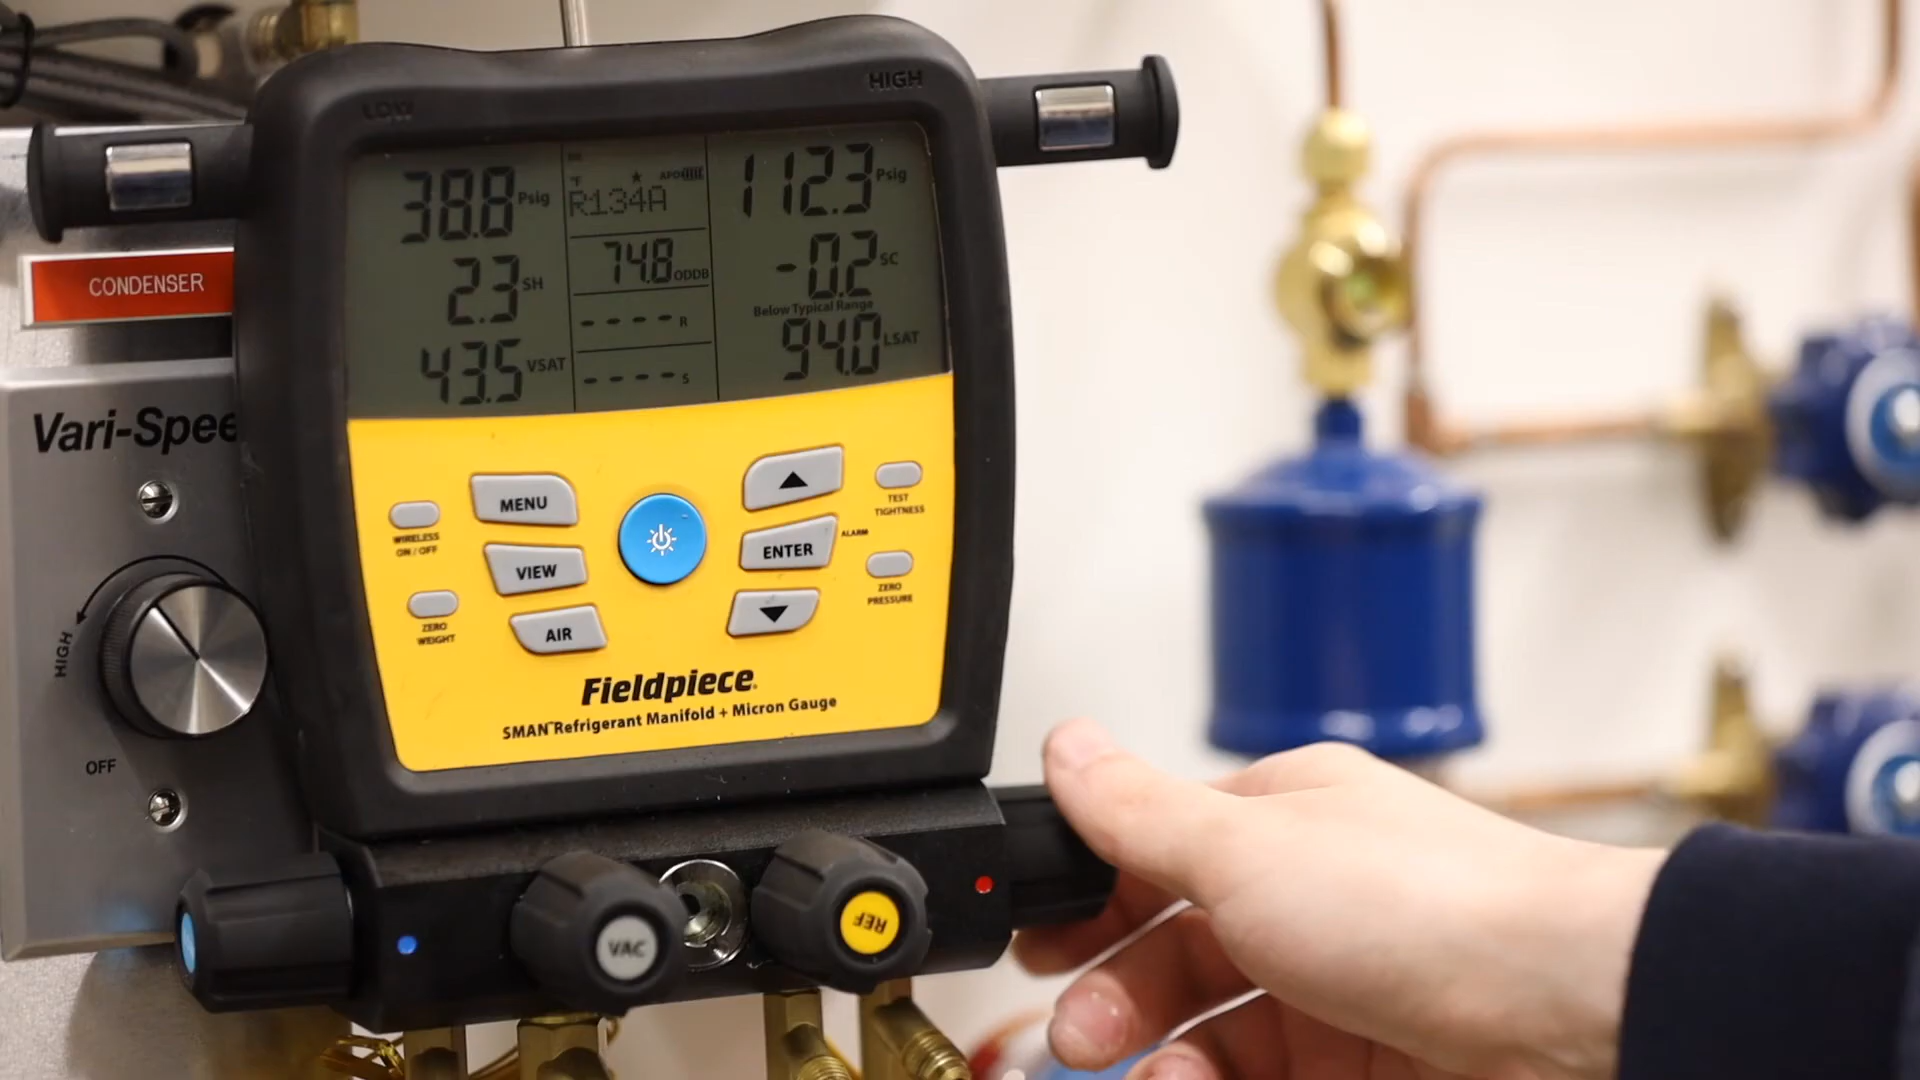 LOW
HIGH
38.8 Psig
2.3 SH
43.5 VSAT
°F
APO
R134A
74.8 ODDB
---- R
---- S
112.3 Psig
-0.2 SC
Below Typical Range
94.0 LSAT
CONDENSER
Vari-Spee
HIGH
OFF
MENU
VIEW
AIR
WIRELESS
ON / OFF
ZERO
WEIGHT
ENTER
ALARM
TEST
TIGHTNESS
ZERO
PRESSURE
Fieldpiece
SMAN™ Refrigerant Manifold + Micron Gauge
VAC
REF